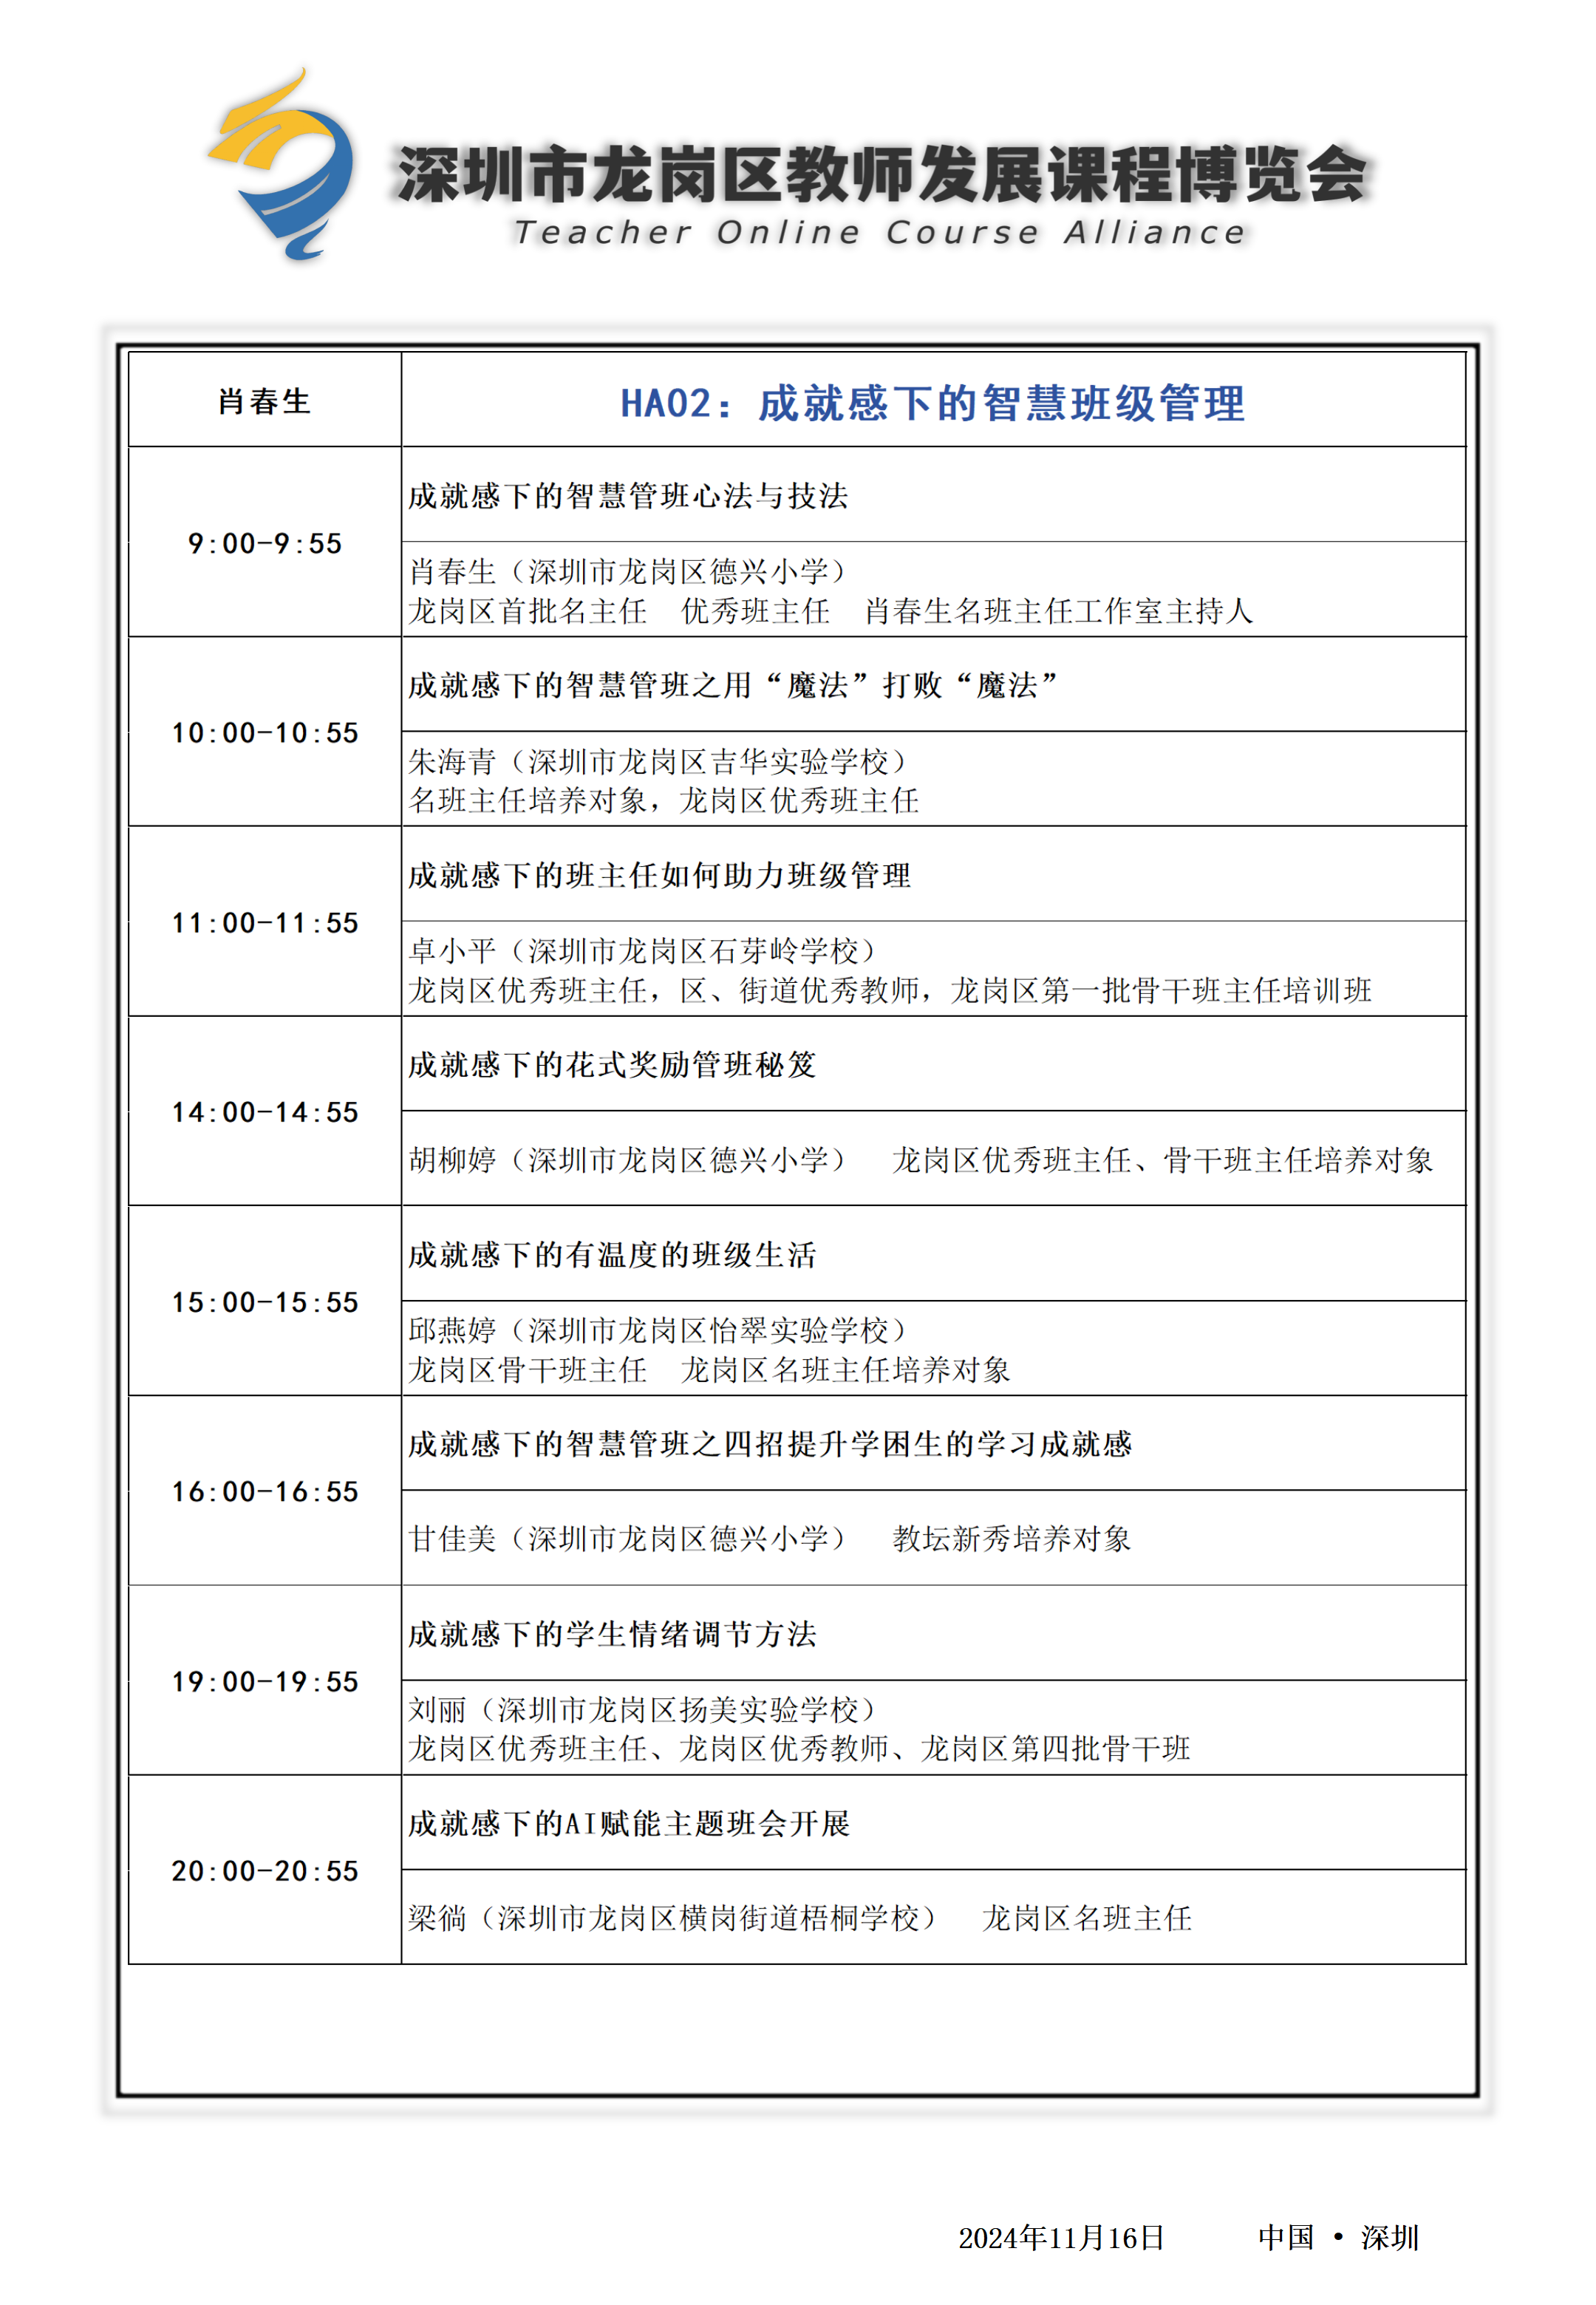 深圳市龙岗区教师发展课程博览会
Teacher Online Course Alliance
肖春生
HA02：成就感下的智慧班级管理
9:00-9:55
成就感下的智慧管班心法与技法
肖春生（深圳市龙岗区德兴小学）
龙岗区首批名主任 优秀班主任 肖春生名班主任工作室主持人
10:00-10:55
成就感下的智慧管班之用“魔法”打败“魔法”
朱海青（深圳市龙岗区吉华实验学校）
名班主任培养对象，龙岗区优秀班主任
11:00-11:55
成就感下的班主任如何助力班级管理
卓小平（深圳市龙岗区石芽岭学校）
龙岗区优秀班主任，区、街道优秀教师，龙岗区第一批骨干班主任培训班
14:00-14:55
成就感下的花式奖励管班秘笈
胡柳婷（深圳市龙岗区德兴小学） 龙岗区优秀班主任、骨干班主任培养对象
15:00-15:55
成就感下的有温度的班级生活
邱燕婷（深圳市龙岗区怡翠实验学校）
龙岗区骨干班主任 龙岗区名班主任培养对象
16:00-16:55
成就感下的智慧管班之四招提升学困生的学习成就感
甘佳美（深圳市龙岗区德兴小学） 教坛新秀培养对象
19:00-19:55
成就感下的学生情绪调节方法
刘丽（深圳市龙岗区扬美实验学校）
龙岗区优秀班主任、龙岗区优秀教师、龙岗区第四批骨干班
20:00-20:55
成就感下的AI赋能主题班会开展
梁徜（深圳市龙岗区横岗街道梧桐学校） 龙岗区名班主任
2024年11月16日 中国 • 深圳